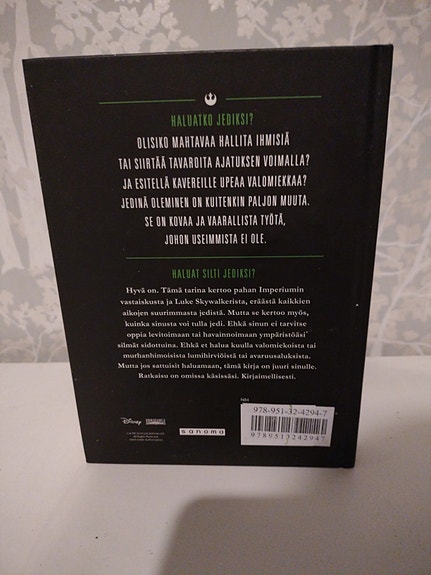 HALUATKO JEDIKSI?
OLISIKO MAHTAVAA HALLITA IHMISIÄ
TAI SIIRTÄÄ TAVAROITA AJATUKSEN VOIMALLA?
JA ESITELLÄ KAVEREILLE UPEAA VALOMIEKKAA?
JEDINÄ OLEMINEN ON KUITENKIN PALJON MUUTA.
SE ON KOVAA JA VAARALLISTA TYÖTÄ,
JOHON USEIMMISTA EI OLE.
HALUAT SILTI JEDIKSI?
Hyvä on. Tämä tarina kertoo pahan Imperiumin
vastaiskusta ja Luke Skywalkerista, eräästä kaikkien
aikojen suurimmasta jedistä. Mutta se kertoo myös,
kuinka sinusta voi tulla jedi. Ehkä sinun ei tarvitse
oppia levitoimaan tai havainnoimaan ympäristöäsi
silmät sidottuina. Ehkä et halua kuulla valomiekoista tai
murhanhimoisista lumihirviöistä tai avaruusaluksista.
Mutta jos sattuisit haluamaan, tämä kirja on juuri sinulle.
Ratkaisu on omissa käsissäsi. Kirjaimellisesti.
978-951-32-4294-7
9789513242947
Disney
sanoma